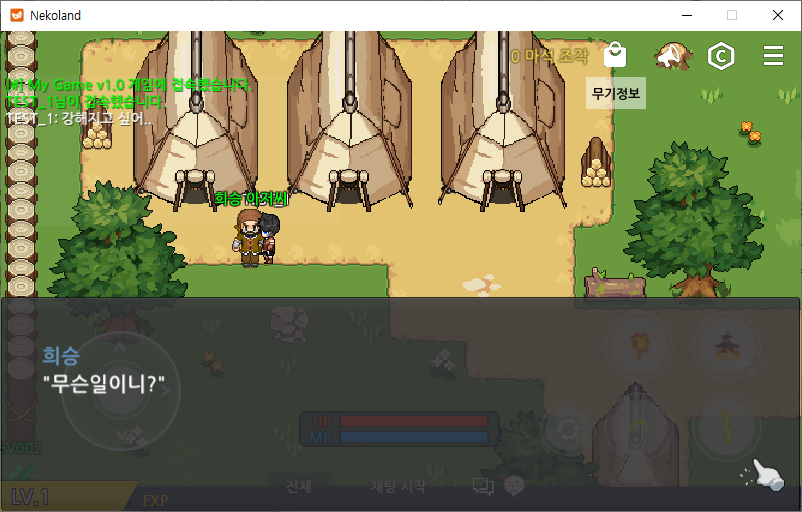 Nekoland
0 마석 조각
[#] My Game v1.0 게임에 접속했습니다.
TEST_1님이 접속했습니다.
TEST_1: 강해지고 싶어..
무기정보
희승 아저씨
희승
"무슨일이니?"
HP
MP
EV002
LV.1
EXP
전체
채팅 시작